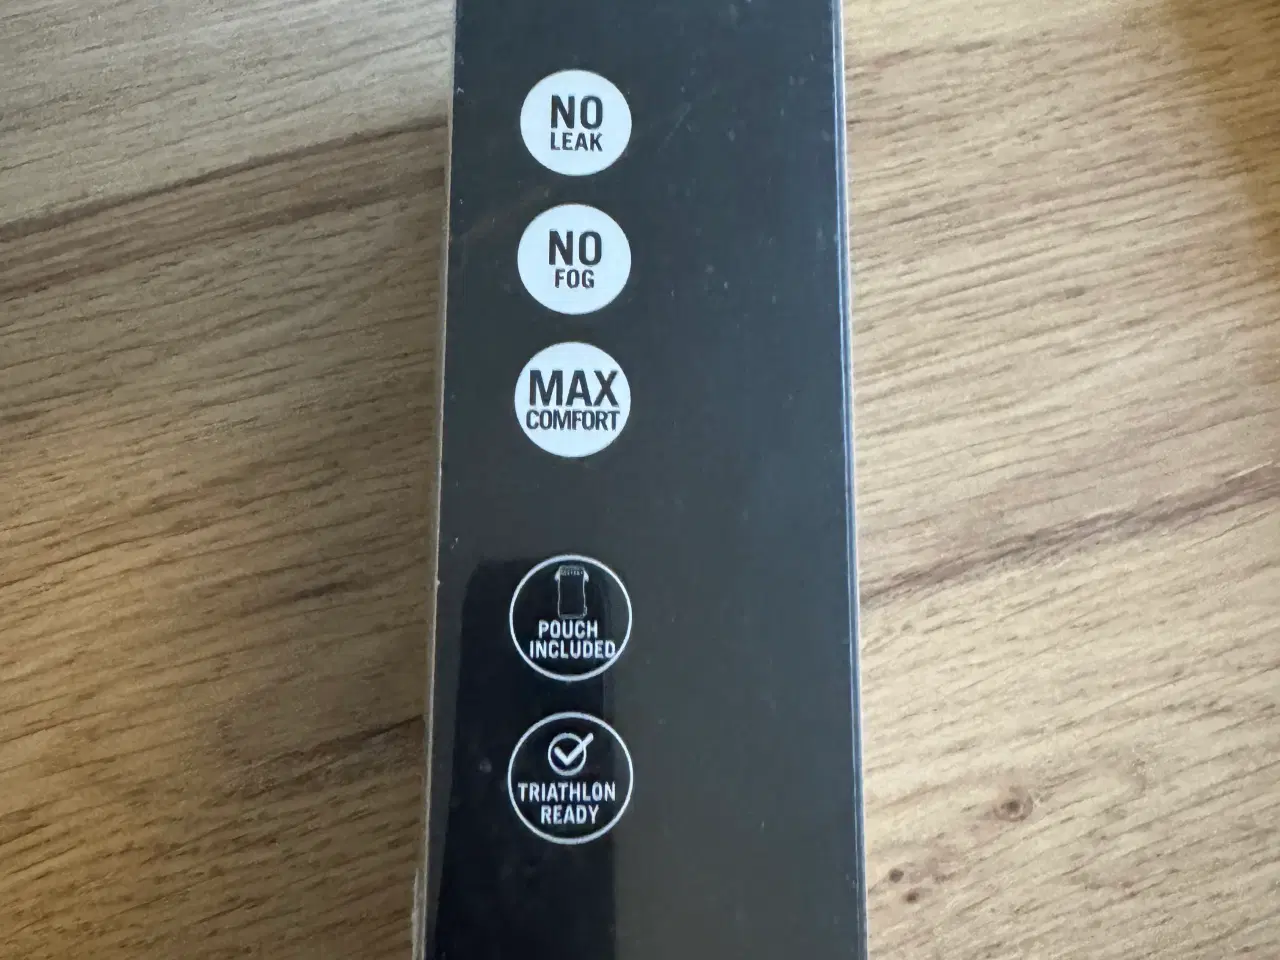 NO
LEAK
NO
FOG
MAX
COMFORT
POUCH
INCLUDED
TRIATHLON
READY